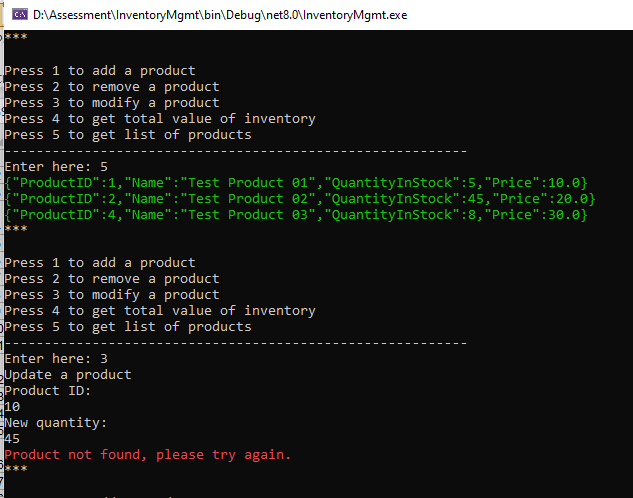 D:\Assessment\InventoryMgmt\bin\Debug\net8.0\InventoryMgmt.exe
***
Press 1 to add a product
Press 2 to remove a product
Press 3 to modify a product
Press 4 to get total value of inventory
Press 5 to get list of products
----------------------------------------------------------
Enter here: 5
{"ProductID":1,"Name":"Test Product 01","QuantityInStock":5,"Price":10.0}
{"ProductID":2,"Name":"Test Product 02","QuantityInStock":45,"Price":20.0}
{"ProductID":4,"Name":"Test Product 03","QuantityInStock":8,"Price":30.0}
***
Press 1 to add a product
Press 2 to remove a product
Press 3 to modify a product
Press 4 to get total value of inventory
Press 5 to get list of products
----------------------------------------------------------
Enter here: 3
Update a product
Product ID:
10
New quantity:
45
Product not found, please try again.
***